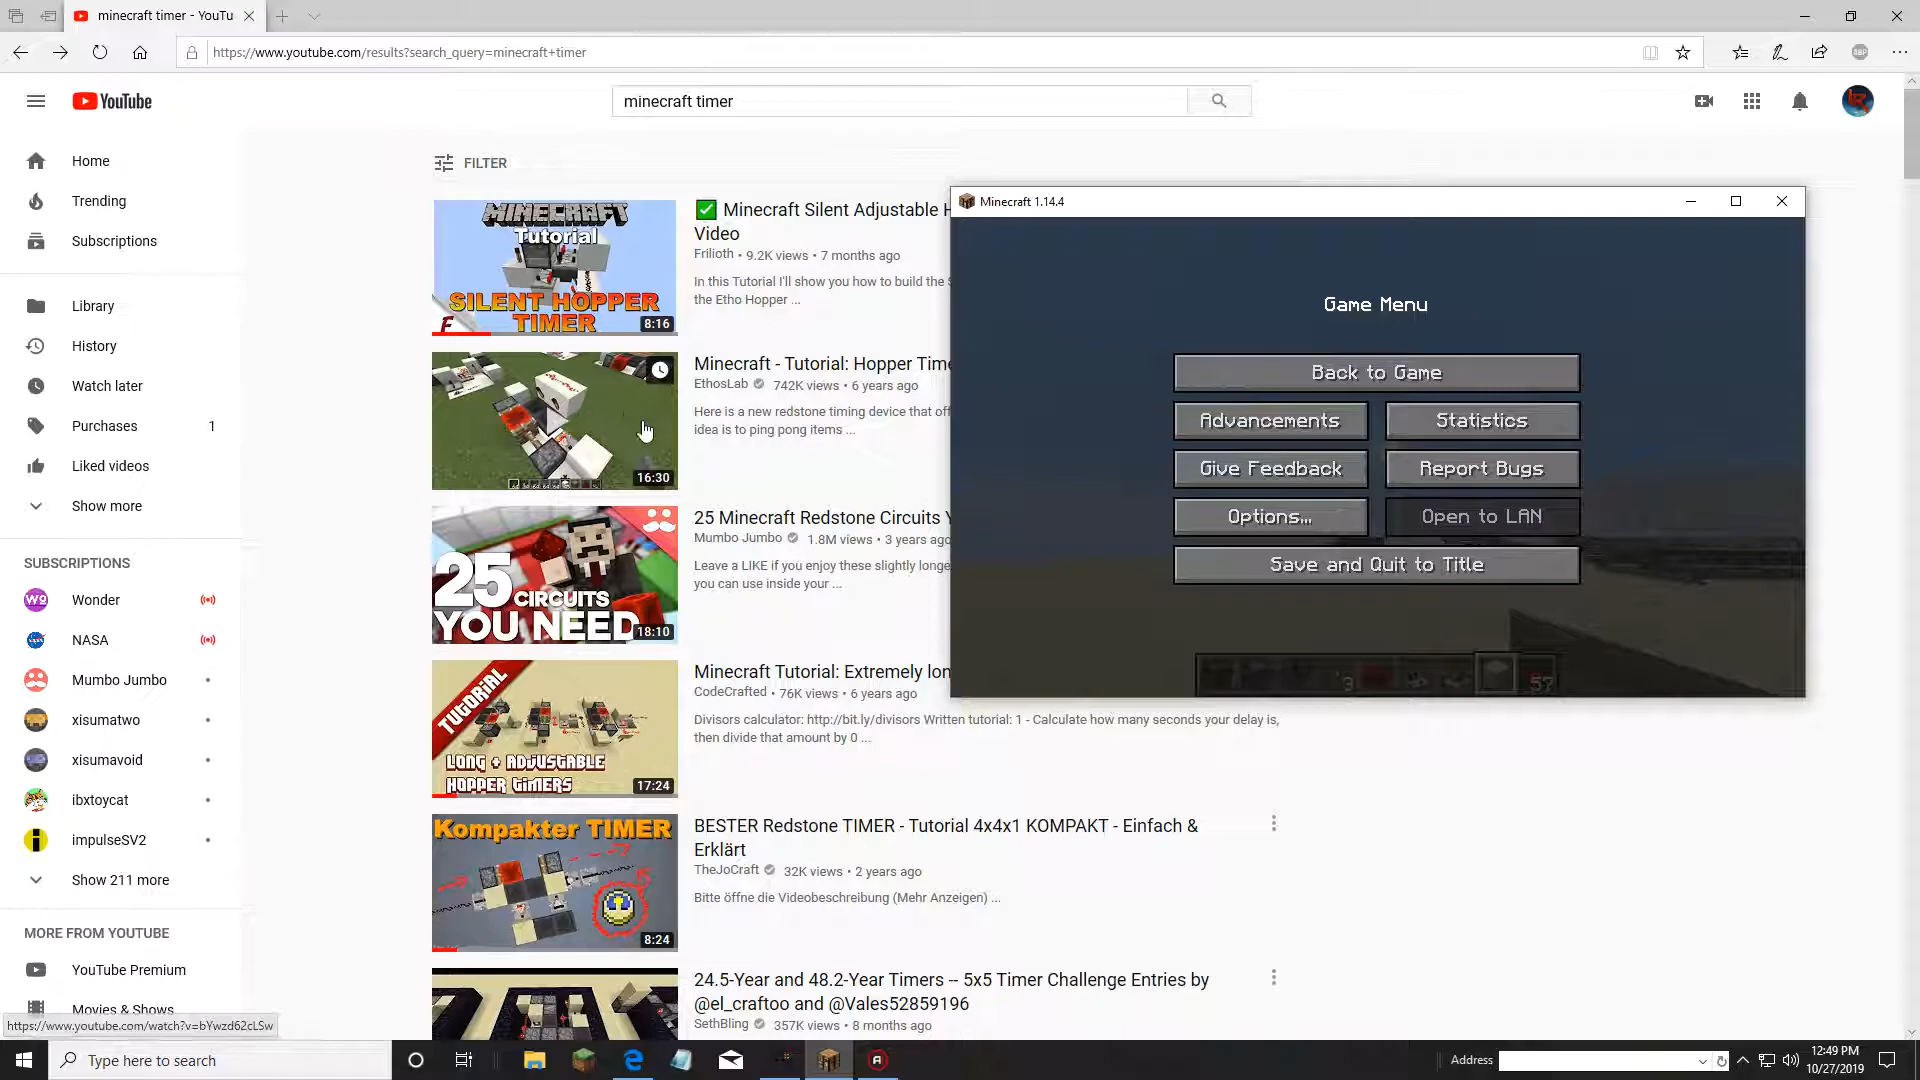 minecraft timer - YouTu
https://www.youtube.com/results?search_query=minecraft+timer
YouTube
minecraft timer
Home
Trending
Subscriptions
Library
History
Watch later
Purchases 1
Liked videos
Show more
SUBSCRIPTIONS
Wonder
NASA
Mumbo Jumbo
xisumatwo
xisumavoid
ibxtoycat
impulseSV2
Show 211 more
MORE FROM YOUTUBE
YouTube Premium
Movies & Shows
https://www.youtube.com/watch?v=bYwzd62cLSw
FILTER
MINECRAFT
Tutorial
SILENT HOPPER
TIMER
F
8:16
✅ Minecraft Silent Adjustable H
Video
Frilioth • 9.2K views • 7 months ago
In this Tutorial I'll show you how to build the S
the Etho Hopper ...
16:30
Minecraft - Tutorial: Hopper Time
EthosLab 742K views • 6 years ago
Here is a new redstone timing device that off
idea is to ping pong items ...
25 CIRCUITS
YOU NEED
18:10
25 Minecraft Redstone Circuits Y
Mumbo Jumbo 1.8M views • 3 years ago
Leave a LIKE if you enjoy these slightly longe
you can use inside your ...
TUTORIAL
LONG + ADJUSTABLE
HOPPER TIMERS
17:24
Minecraft Tutorial: Extremely lon
CodeCrafted • 76K views • 6 years ago
Divisors calculator: http://bit.ly/divisors Written tutorial: 1 - Calculate how many seconds your delay is,
then divide that amount by 0 ...
Kompakter TIMER
8:24
BESTER Redstone TIMER - Tutorial 4x4x1 KOMPAKT - Einfach &
Erklärt
TheJoCraft 32K views • 2 years ago
Bitte öffne die Videobeschreibung (Mehr Anzeigen) ...
24.5-Year and 48.2-Year Timers -- 5x5 Timer Challenge Entries by
@el_craftoo and @Vales52859196
SethBling 357K views • 8 months ago
Minecraft 1.14.4
Game Menu
Back to Game
Advancements
Statistics
Give Feedback
Report Bugs
Options...
Open to LAN
Save and Quit to Title
3
57
Type here to search
Address
12:49 PM
10/27/2019